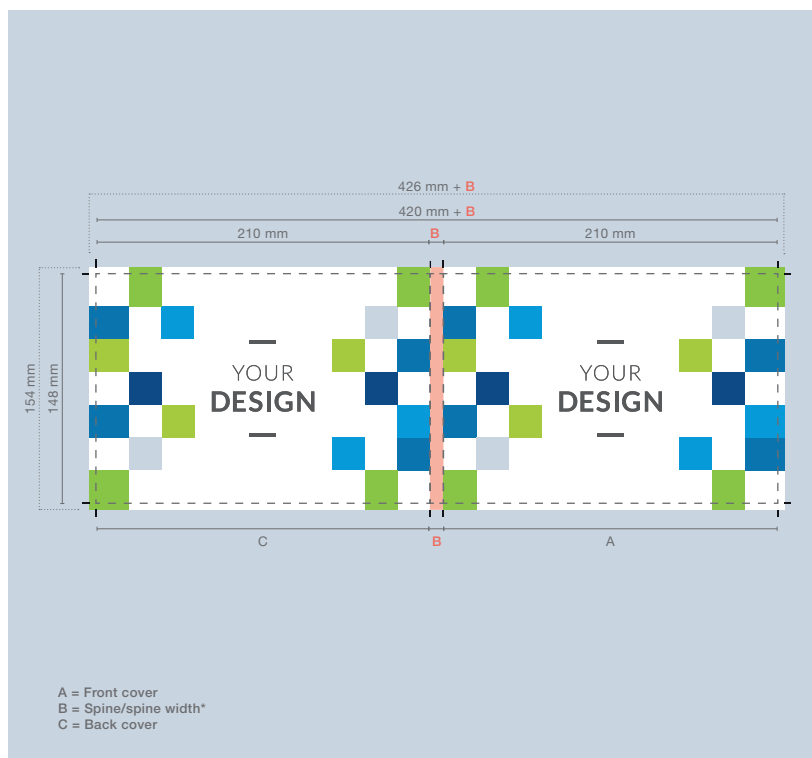 426 mm + B
420 mm + B
210 mm
B
210 mm
154 mm
148 mm
YOUR
DESIGN
YOUR
DESIGN
C
B
A
A = Front cover
B = Spine/spine width*
C = Back cover